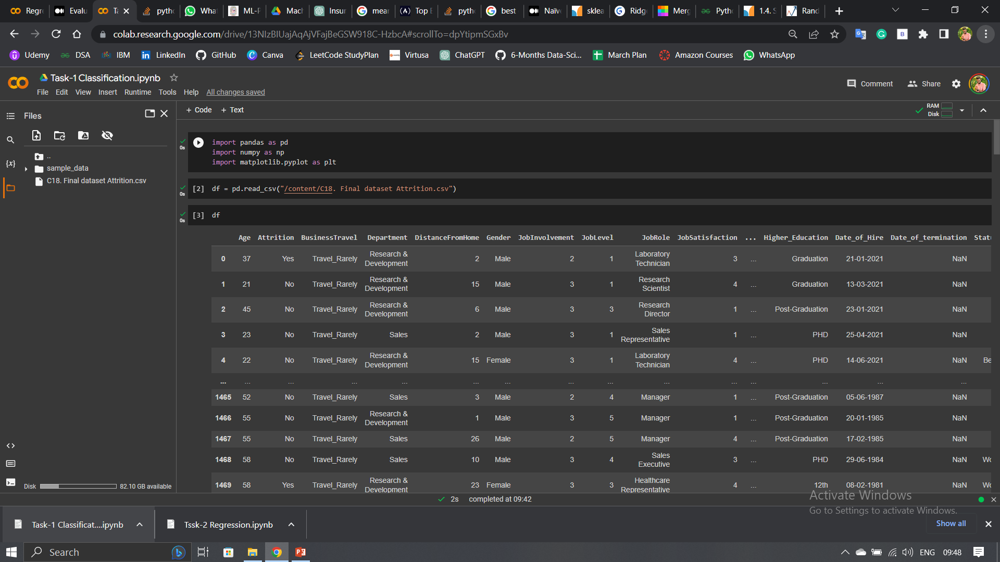 Regr Evalu Ta pytho What ML-P Mach Insur mear Top E pytho best Naïv sklea Ridg Merg Pytho 1.4. S Rand
colab.research.google.com/drive/13NIzBIUajAqAjVFajBeGSW918C-HzbcA#scrollTo=dpYtipmSGxBv
Udemy DSA IBM LinkedIn GitHub Canva LeetCode StudyPlan Virtusa ChatGPT 6-Months Data-Sci... March Plan Amazon Courses WhatsApp
Task-1 Classification.ipynb
Comment Share
File Edit View Insert Runtime Tools Help All changes saved
Files
+ Code + Text
RAM
Disk
{x}
..
sample_data
C18. Final dataset Attrition.csv
0s
import pandas as pd
import numpy as np
import matplotlib.pyplot as plt
0s
[2] df = pd.read_csv("/content/C18. Final dataset Attrition.csv")
0s
[3] df
Age Attrition BusinessTravel Department DistanceFromHome Gender JobInvolvement JobLevel JobRole JobSatisfaction ... Higher_Education Date_of_Hire Date_of_termination Statu
0 37 Yes Travel_Rarely Research & Development 2 Male 2 1 Laboratory Technician 3 ... Graduation 21-01-2021 NaN
1 21 No Travel_Rarely Research & Development 15 Male 3 1 Research Scientist 4 ... Graduation 13-03-2021 NaN
2 45 No Travel_Rarely Research & Development 6 Male 3 3 Research Director 1 ... Post-Graduation 23-01-2021 NaN
3 23 No Travel_Rarely Sales 2 Male 3 1 Sales Representative 1 ... PHD 25-04-2021 NaN
4 22 No Travel_Rarely Research & Development 15 Female 3 1 Laboratory Technician 4 ... PHD 14-06-2021 NaN Be
... ... ... ... ... ... ... ... ... ... ... ... ... ... ...
1465 52 No Travel_Rarely Sales 3 Male 2 4 Manager 1 ... Post-Graduation 05-06-1987 NaN
1466 55 No Travel_Rarely Research & Development 1 Male 3 5 Manager 1 ... Post-Graduation 20-01-1985 NaN
1467 55 No Travel_Rarely Sales 26 Male 2 5 Manager 4 ... Post-Graduation 17-02-1985 NaN
1468 58 No Travel_Rarely Sales 10 Male 3 4 Sales Executive 3 ... PHD 29-06-1984 NaN Wo
1469 58 Yes Travel_Rarely Research & Development 23 Female 3 3 Healthcare Representative 4 ... 12th 08-02-1981 NaN Wo
Disk 82.10 GB available
2s completed at 09:42
Activate Windows
Go to Settings to activate Windows.
Task-1 Classificat....ipynb Tssk-2 Regression.ipynb Show all
Search ENG 09:48